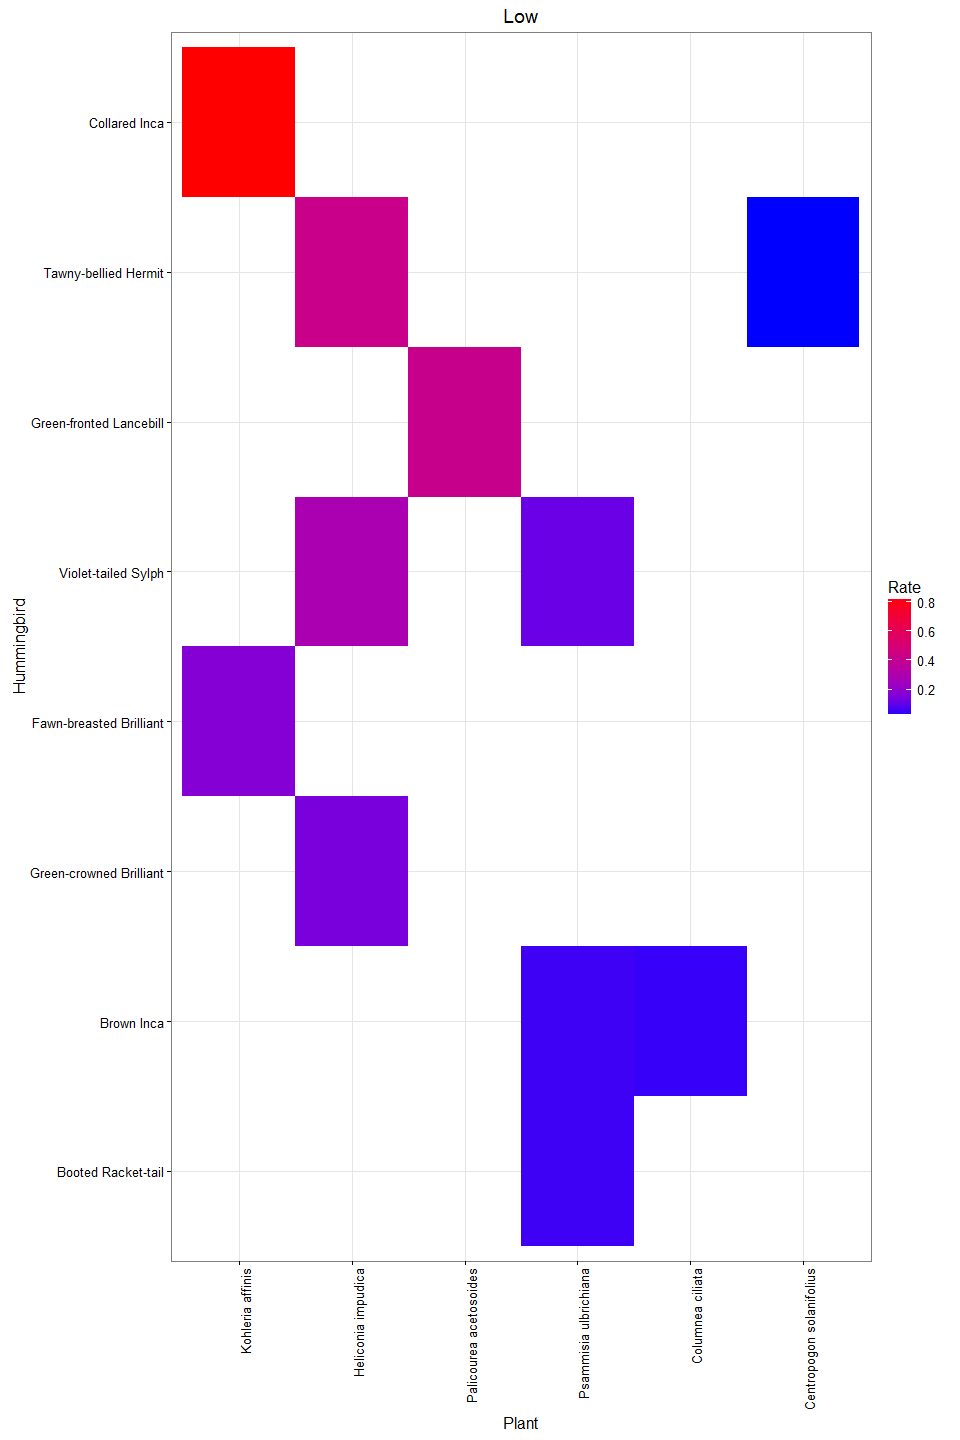 Low
Collared Inca
Tawny-bellied Hermit
Green-fronted Lancebill
Violet-tailed Sylph
Fawn-breasted Brilliant
Green-crowned Brilliant
Brown Inca
Booted Racket-tail
Hummingbird
Kohleria affinis
Heliconia impudica
Palicourea acetosoides
Psammisia ulbrichiana
Columnea ciliata
Centropogon solanifolius
Plant
Rate
0.8
0.6
0.4
0.2